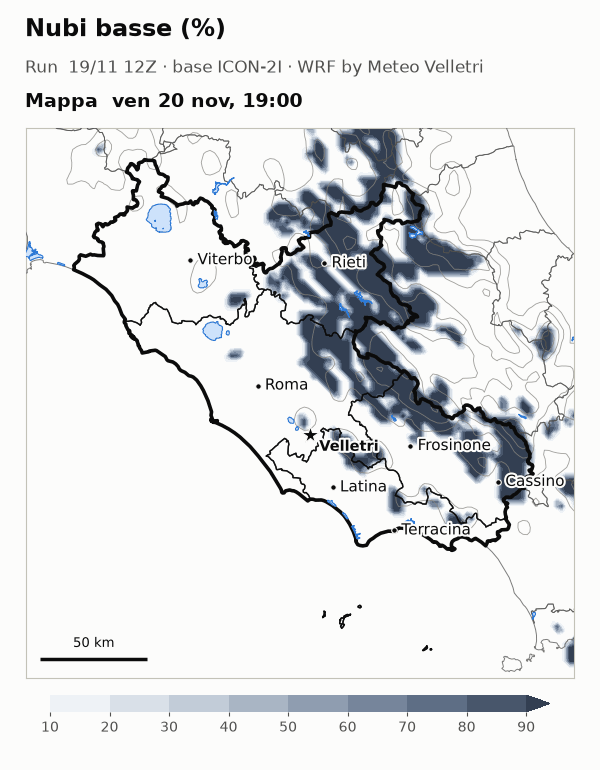 Nubi basse (%)
Run  19/11 12Z · base ICON-2I · WRF by Meteo Velletri
Mappa  ven 20 nov, 19:00
Viterbo
Rieti
Roma
Velletri
Frosinone
Latina
Cassino
Terracina
50 km
10 20 30 40 50 60 70 80 90